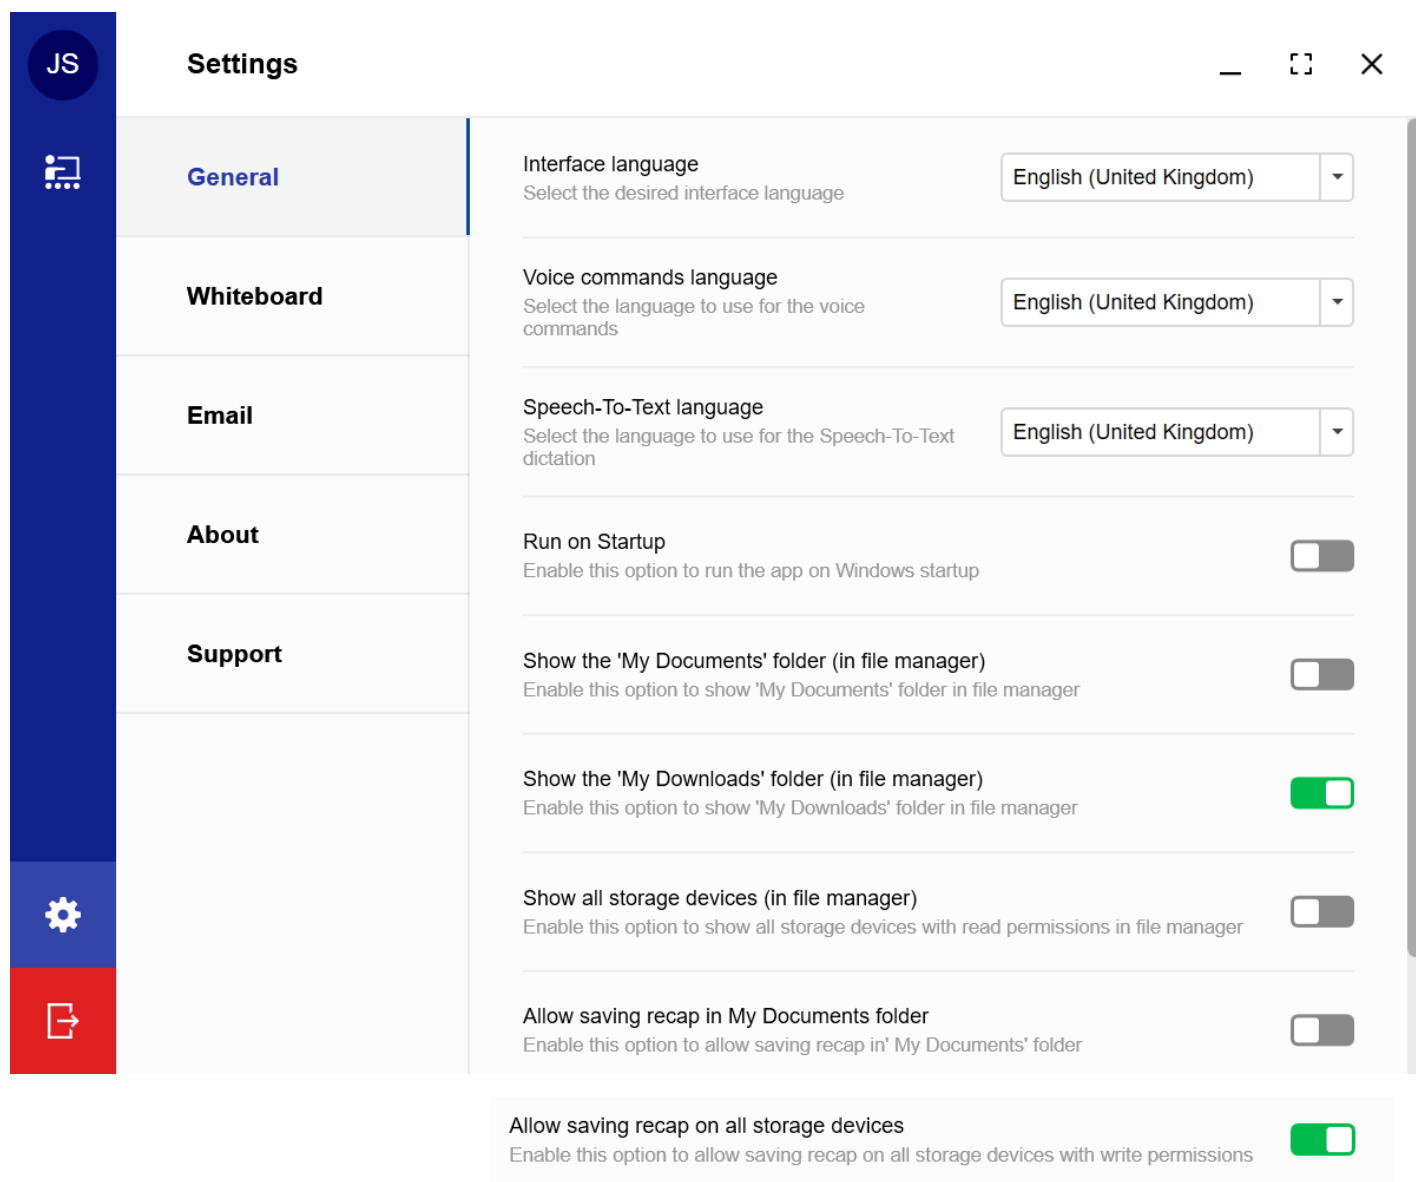 JS
Settings
General
Whiteboard
Email
About
Support
Interface language
Select the desired interface language
English (United Kingdom)
Voice commands language
Select the language to use for the voice
commands
English (United Kingdom)
Speech-To-Text language
Select the language to use for the Speech-To-Text
dictation
English (United Kingdom)
Run on Startup
Enable this option to run the app on Windows startup
Show the 'My Documents' folder (in file manager)
Enable this option to show 'My Documents' folder in file manager
Show the 'My Downloads' folder (in file manager)
Enable this option to show 'My Downloads' folder in file manager
Show all storage devices (in file manager)
Enable this option to show all storage devices with read permissions in file manager
Allow saving recap in My Documents folder
Enable this option to allow saving recap in' My Documents' folder
Allow saving recap on all storage devices
Enable this option to allow saving recap on all storage devices with write permissions